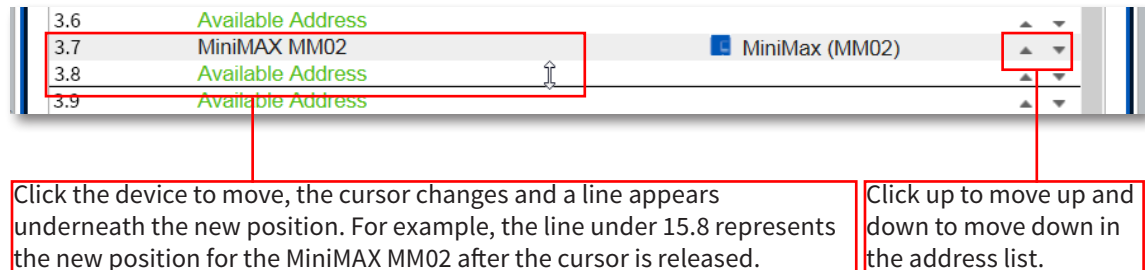 3.6 Available Address
3.7 MiniMAX MM02 MiniMax (MM02)
3.8 Available Address
3.9 Available Address
Click the device to move, the cursor changes and a line appears
underneath the new position. For example, the line under 15.8 represents
the new position for the MiniMAX MM02 after the cursor is released.
Click up to move up and
down to move down in
the address list.